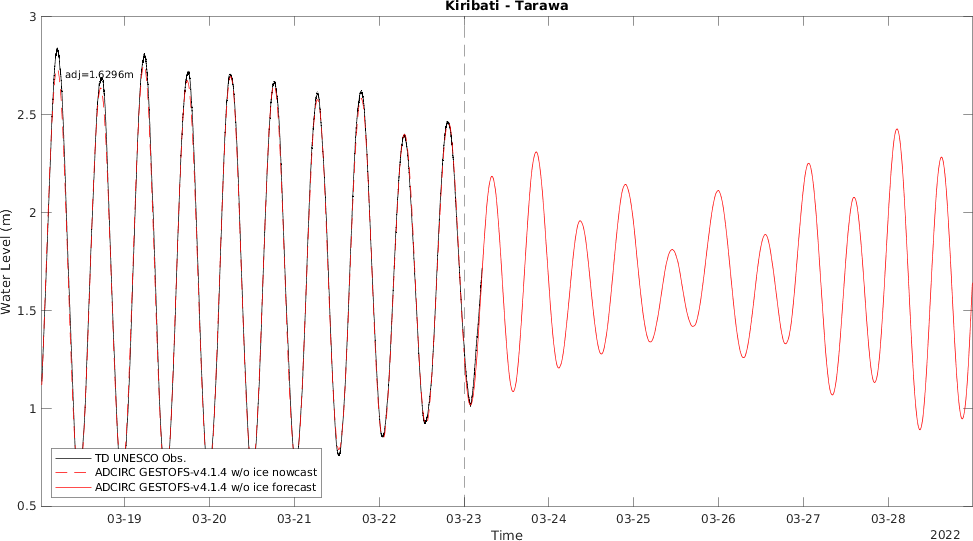 Kiribati - Tarawa
3
adj=1.6296m
2.5
2
Water Level (m)
1.5
1
TD UNESCO Obs.
ADCIRC GESTOFS-v4.1.4 w/o ice nowcast
ADCIRC GESTOFS-v4.1.4 w/o ice forecast
0.5
03-19 03-20 03-21 03-22 03-23 03-24 03-25 03-26 03-27 03-28
Time
2022